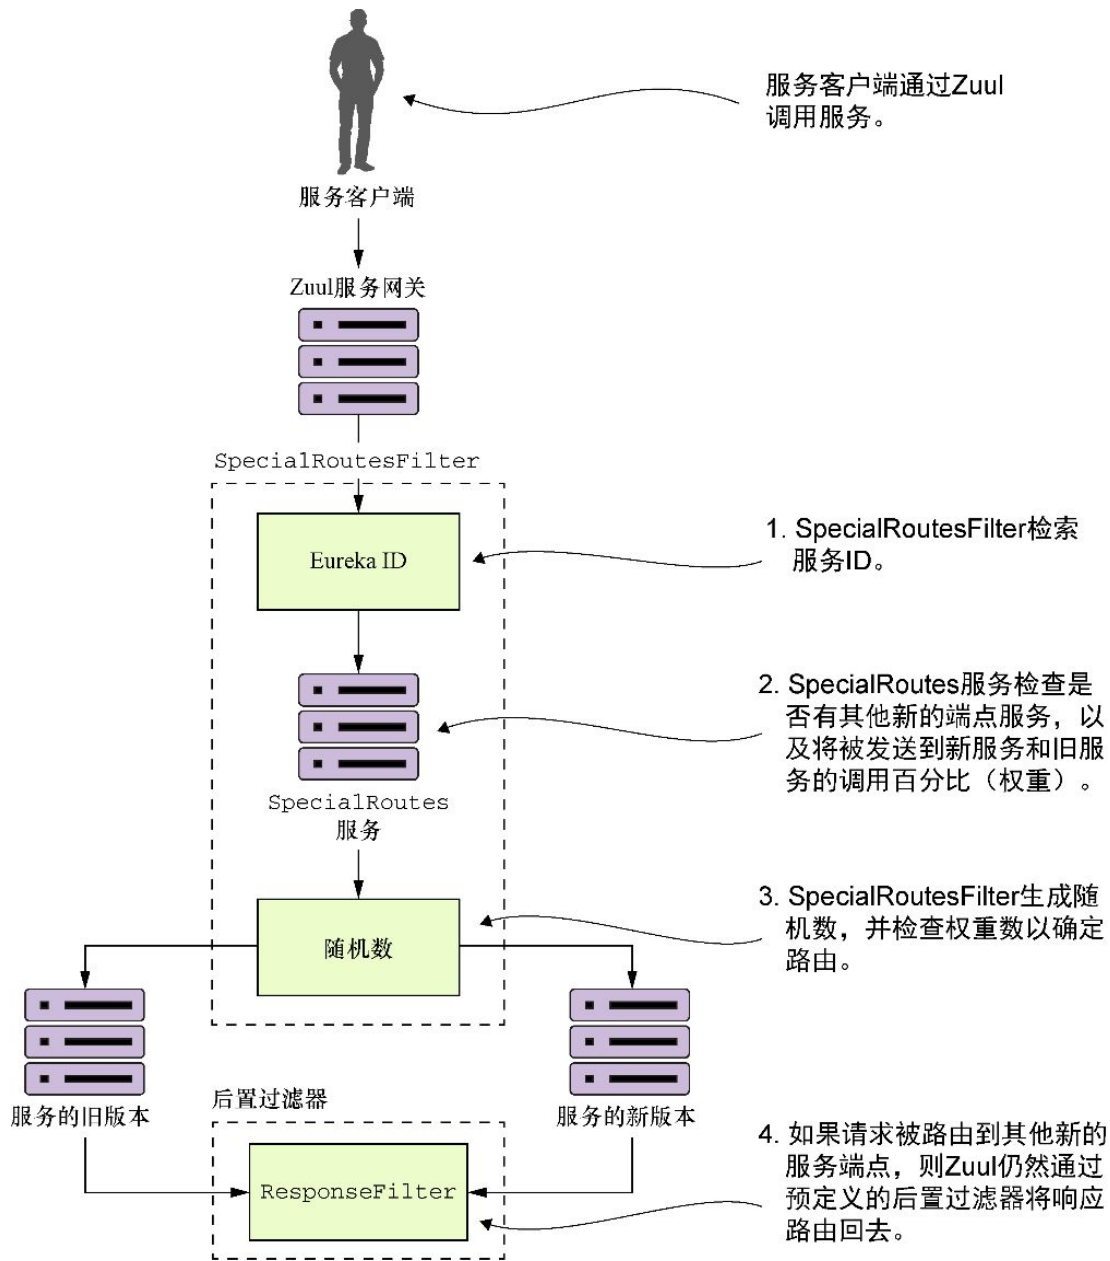 服务客户端通过Zuul
调用服务。
服务客户端
Zuul服务网关
SpecialRoutesFilter
Eureka ID
1. SpecialRoutesFilter检索
服务ID。
2. SpecialRoutes服务检查是
否有其他新的端点服务，以
及将被发送到新服务和旧服
务的调用百分比（权重）。
SpecialRoutes
服务
3. SpecialRoutesFilter生成随
机数，并检查权重数以确定
路由。
随机数
服务的旧版本
服务的新版本
后置过滤器
ResponseFilter
4. 如果请求被路由到其他新的
服务端点，则Zuul仍然通过
预定义的后置过滤器将响应
路由回去。